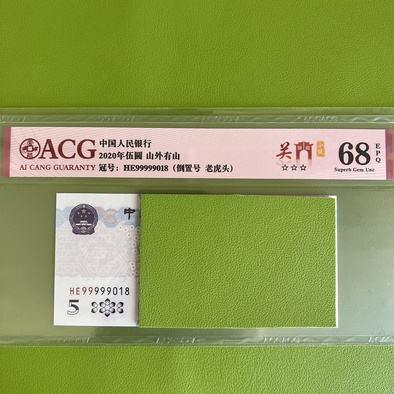 ACG
AI CANG GUARANTY
中国人民银行
2020年伍圆 山外有山
冠号：HE99999018（倒置号 老虎头）
关門
☆☆☆
68 EPQ
Superb Gem Unc
中
HE99999018
5